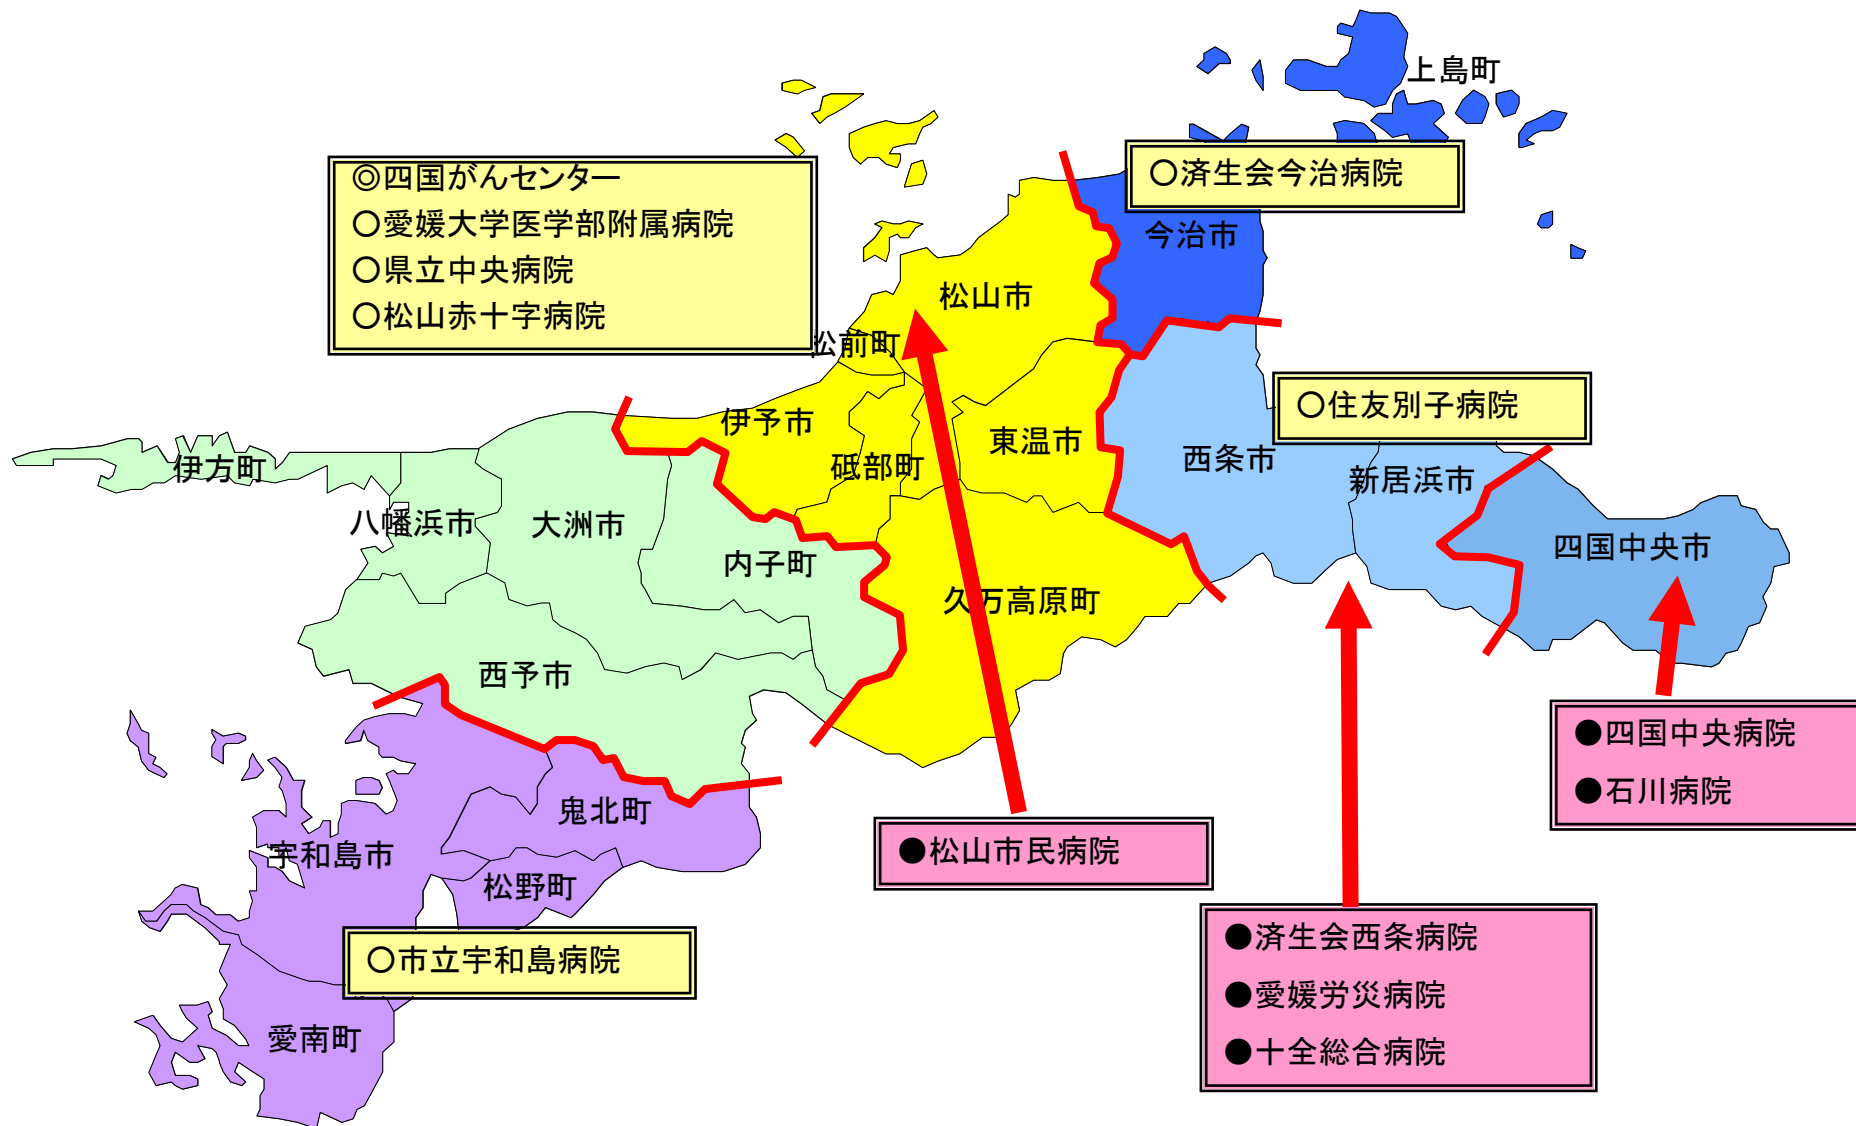 上島町
◎四国がんセンター
○愛媛大学医学部附属病院
○県立中央病院
○松山赤十字病院
○済生会今治病院
今治市
松山市
松前町
○住友別子病院
伊予市
東温市
砥部町
西条市
新居浜市
伊方町
八幡浜市
大洲市
内子町
四国中央市
久万高原町
西予市
●四国中央病院
●石川病院
鬼北町
宇和島市
●松山市民病院
松野町
○市立宇和島病院
●済生会西条病院
●愛媛労災病院
●十全総合病院
愛南町